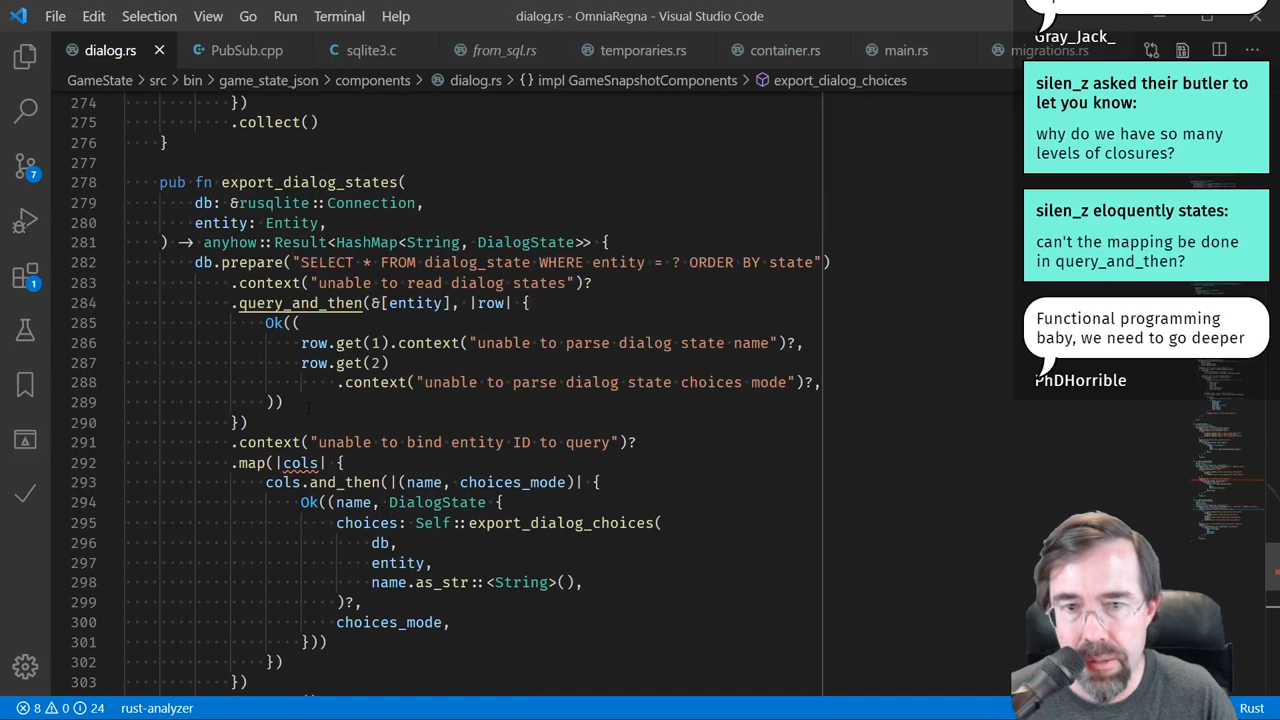 File Edit Selection View Go Run Terminal Help
dialog.rs - OmniaRegna - Visual Studio Code
dialog.rs PubSub.cpp sqlite3.c from_sql.rs temporaries.rs container.rs main.rs migrations.rs
GameState > src > bin > game_state_json > components > dialog.rs > impl GameSnapshotComponents > export_dialog_choices
274 })
275 .collect()
276 }
277
278 pub fn export_dialog_states(
279 db: &rusqlite::Connection,
280 entity: Entity,
281 ) -> anyhow::Result<HashMap<String, DialogState>> {
282 db.prepare("SELECT * FROM dialog_state WHERE entity = ? ORDER BY state")
283 .context("unable to read dialog states")?
284 .query_and_then(&[entity], |row| {
285 Ok((
286 row.get(1).context("unable to parse dialog state name")?,
287 row.get(2)
288 .context("unable to parse dialog state choices mode")?,
289 ))
290 })
291 .context("unable to bind entity ID to query")?
292 .map(|cols| {
293 cols.and_then(|(name, choices_mode)| {
294 Ok((name, DialogState {
295 choices: Self::export_dialog_choices(
296 db,
297 entity,
298 name.as_str::<String>(),
299 )?,
300 choices_mode,
301 }))
302 })
303 })
Gray_Jack_
silen_z asked their butler to
let you know:
why do we have so many
levels of closures?
silen_z eloquently states:
can't the mapping be done
in query_and_then?
Functional programming
baby, we need to go deeper
PhDHorrible
7
1
8 0 24 rust-analyzer
Rust